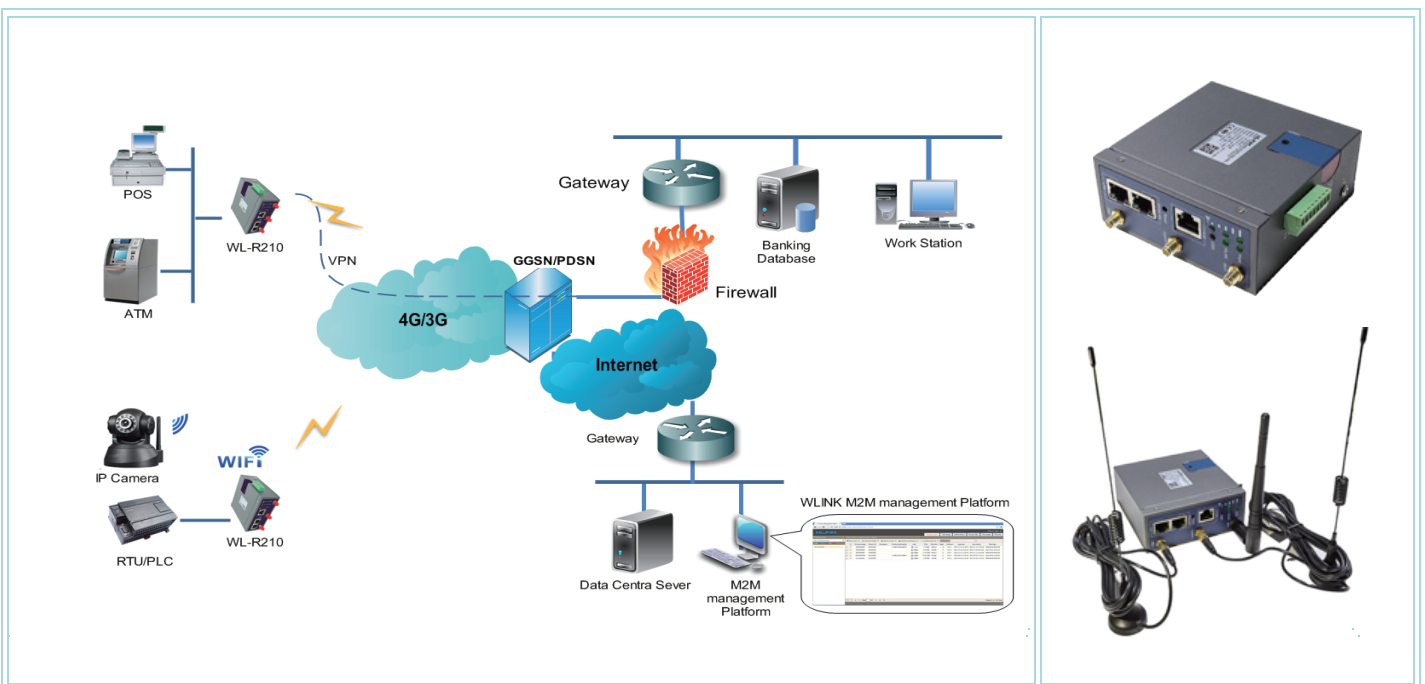 POS
ATM
WL-R210
VPN
4G/3G
GGSN/PDSN
Gateway
Firewall
Banking
Database
Work Station
Internet
IP Camera
WIFi
RTU/PLC
WL-R210
Gateway
Data Centra Sever
M2M
management
Platform
WLINK M2M management Platform